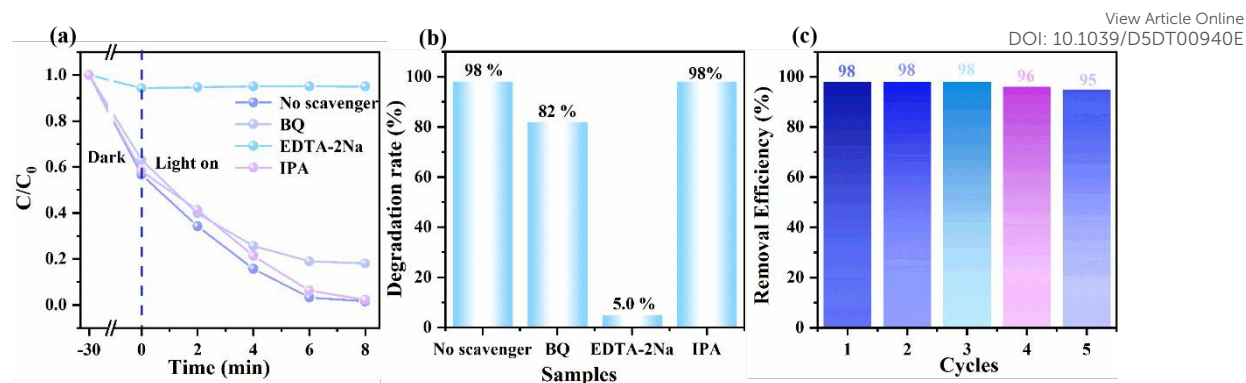 View Article Online
DOI: 10.1039/D5DT00940E
(a)
1.0
0.8
0.6
0.4
0.2
0.0
C/C0
No scavenger
BQ
EDTA-2Na
IPA
Dark
Light on
-30 0 2 4 6 8
Time (min)
(b)
100
80
60
40
20
0
Degradation rate (%)
98 %
82 %
5.0 %
98%
No scavenger BQ EDTA-2Na IPA
Samples
(c)
100
80
60
40
20
0
Removal Efficiency (%)
98 98 98 96 95
1 2 3 4 5
Cycles